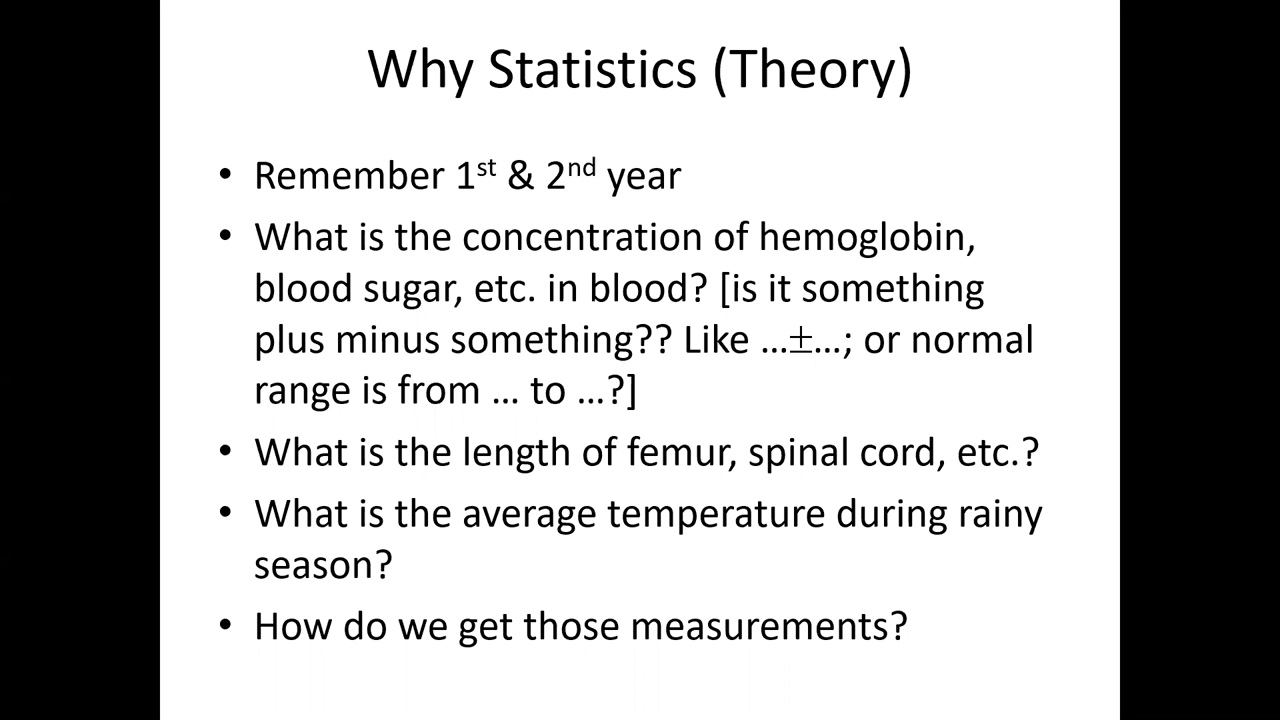 Why Statistics (Theory)
• Remember 1st & 2nd year
• What is the concentration of hemoglobin,
blood sugar, etc. in blood? [is it something
plus minus something?? Like …±…; or normal
range is from … to …?]
• What is the length of femur, spinal cord, etc.?
• What is the average temperature during rainy
season?
• How do we get those measurements?